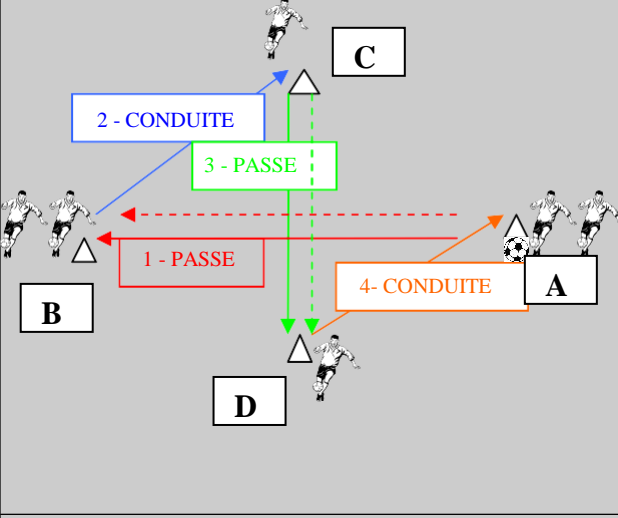 C
2 - CONDUITE
3 - PASSE
1 - PASSE
4- CONDUITE
A
B
D